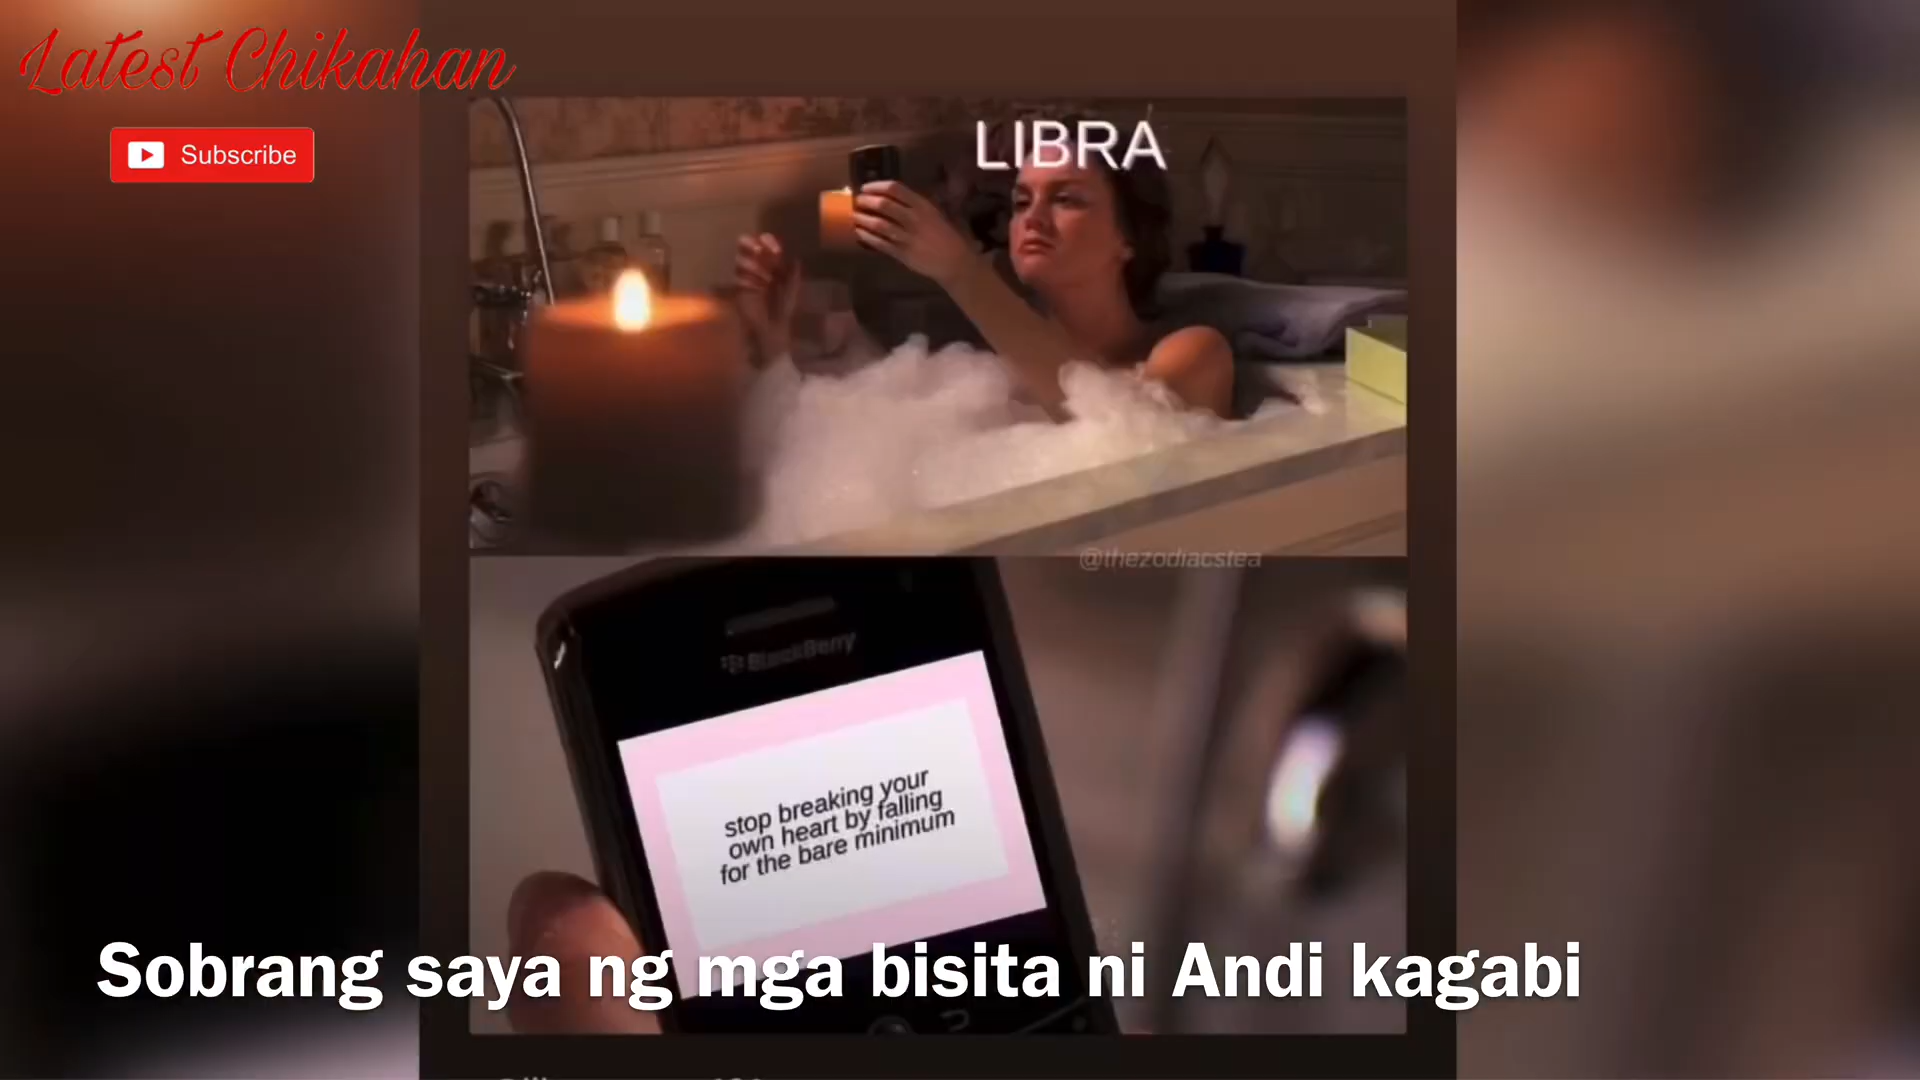 Latest Chikahan
Subscribe
LIBRA
@thezodiacstea
BlackBerry
stop breaking your
own heart by falling
for the bare minimum
Sobrang saya ng mga bisita ni Andi kagabi